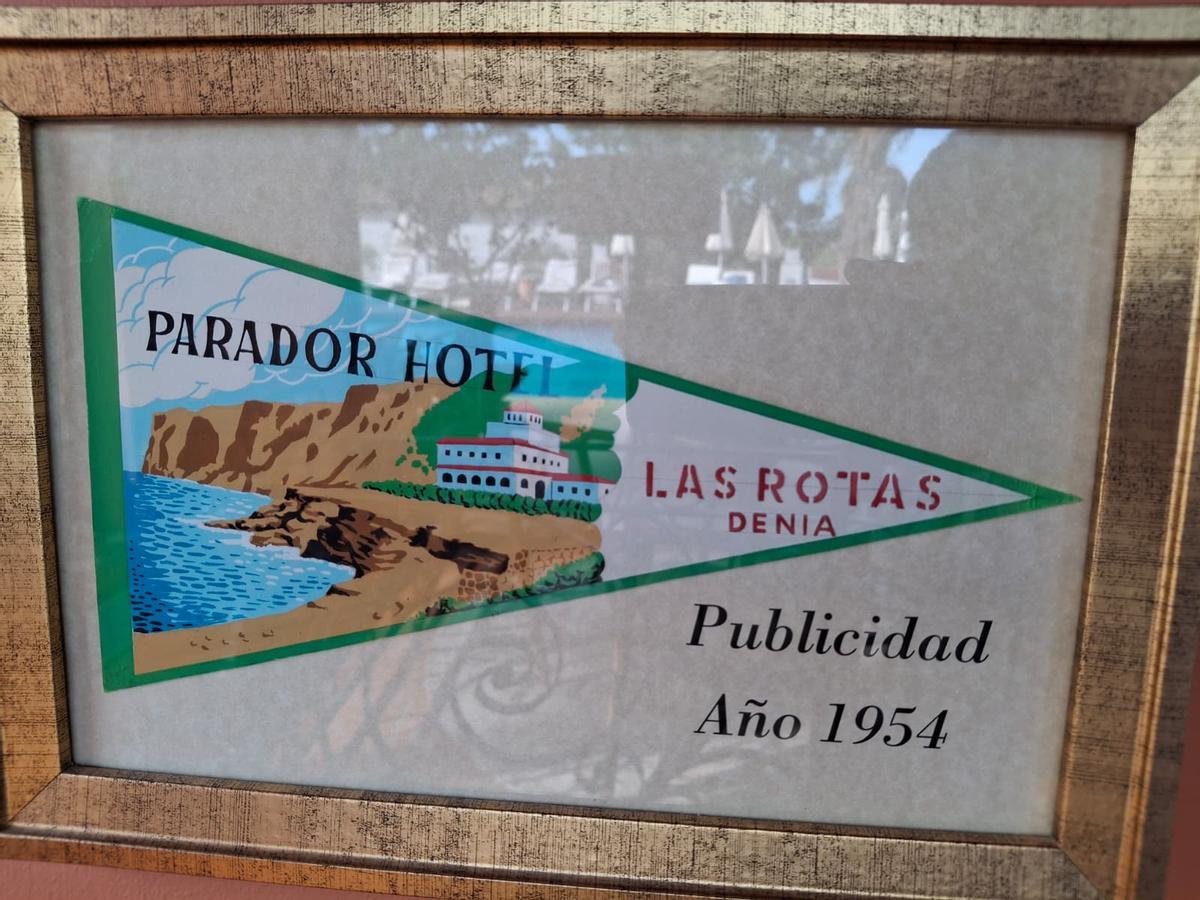 PARADOR HOTEL
LAS ROTAS
DENIA
Publicidad
Año 1954